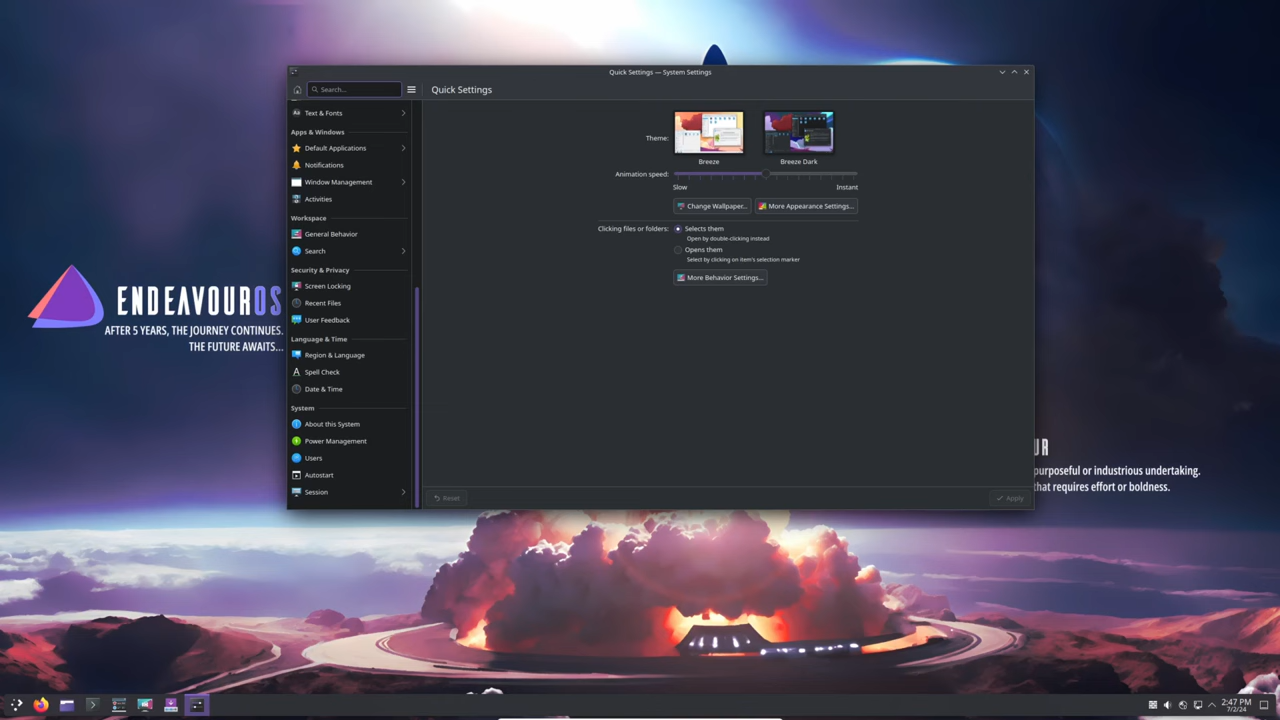 Quick Settings — System Settings
Search...
Quick Settings
Text & Fonts
Apps & Windows
Default Applications
Notifications
Window Management
Activities
Workspace
General Behavior
Search
Security & Privacy
Screen Locking
Recent Files
User Feedback
Language & Time
Region & Language
Spell Check
Date & Time
System
About this System
Power Management
Users
Autostart
Session
Theme:
Breeze
Breeze Dark
Animation speed:
Slow
Instant
Change Wallpaper...
More Appearance Settings...
Clicking files or folders:
Selects them
Open by double-clicking instead
Opens them
Select by clicking on item's selection marker
More Behavior Settings...
Reset
Apply
ENDEAVOUROS
AFTER 5 YEARS, THE JOURNEY CONTINUES.
THE FUTURE AWAITS...
UR
purposeful or industrious undertaking.
that requires effort or boldness.
2:47 PM
7/2/24